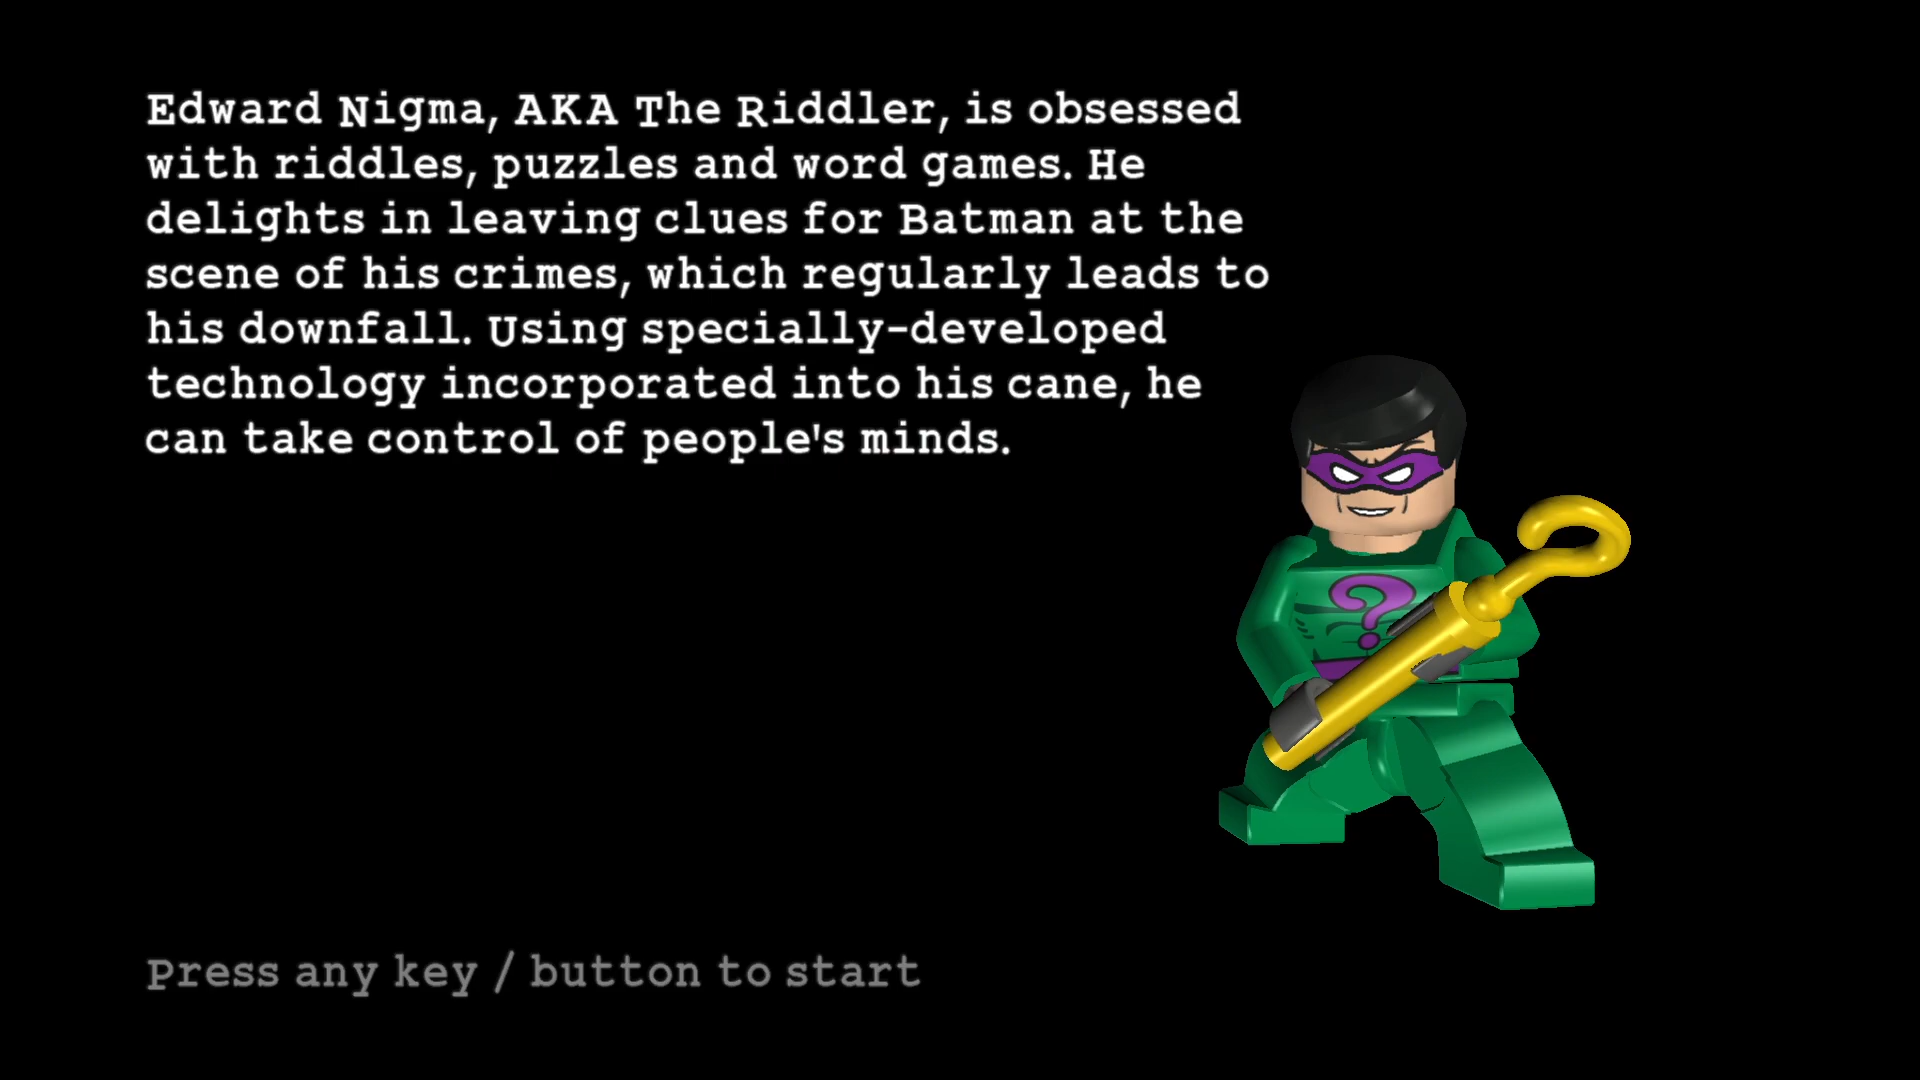 Edward Nigma, AKA The Riddler, is obsessed
with riddles, puzzles and word games. He
delights in leaving clues for Batman at the
scene of his crimes, which regularly leads to
his downfall. Using specially-developed
technology incorporated into his cane, he
can take control of people's minds.
?
Press any key / button to start